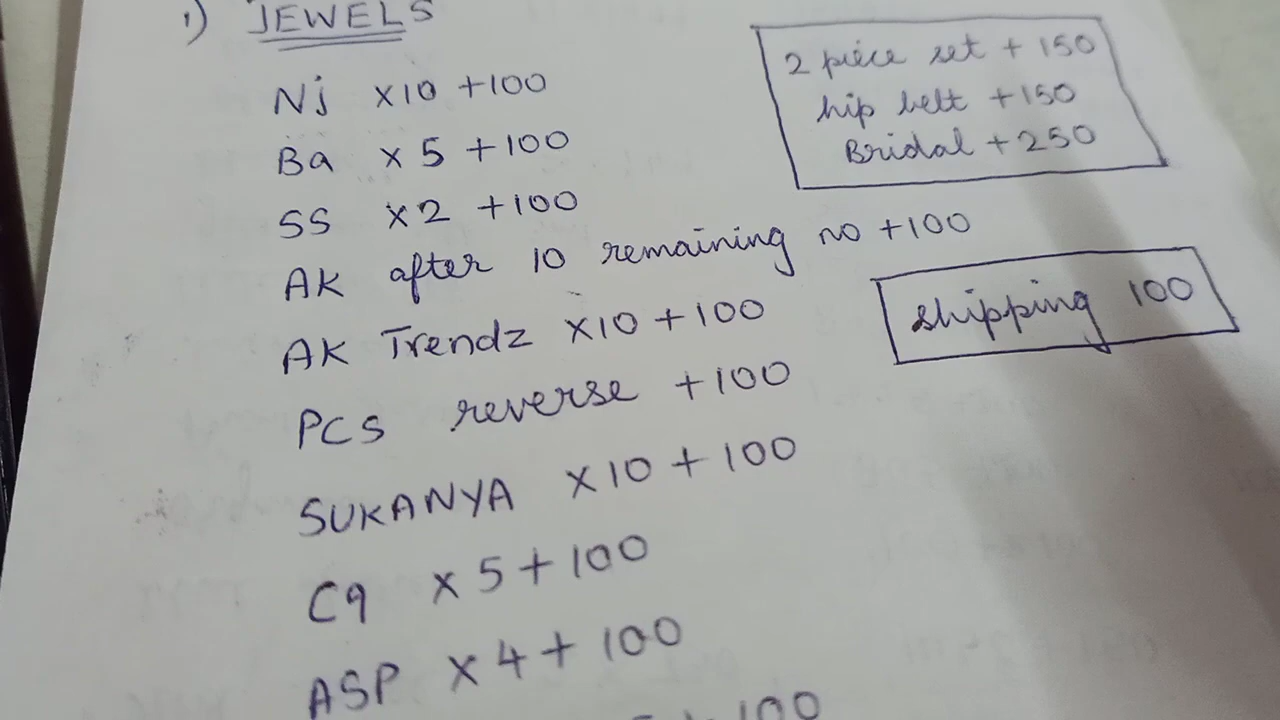 1) JEWELS
Nj x10 +100
Ba x 5 +100
SS x2 +100
AK after 10 remaining no +100
AK Trendz x10 +100
PCS reverse +100
SUKANYA x10 + 100
C9 x 5 + 100
ASP x 4 + 100
+ 100
2 piece set + 150
hip belt +150
Bridal + 250
shipping 100